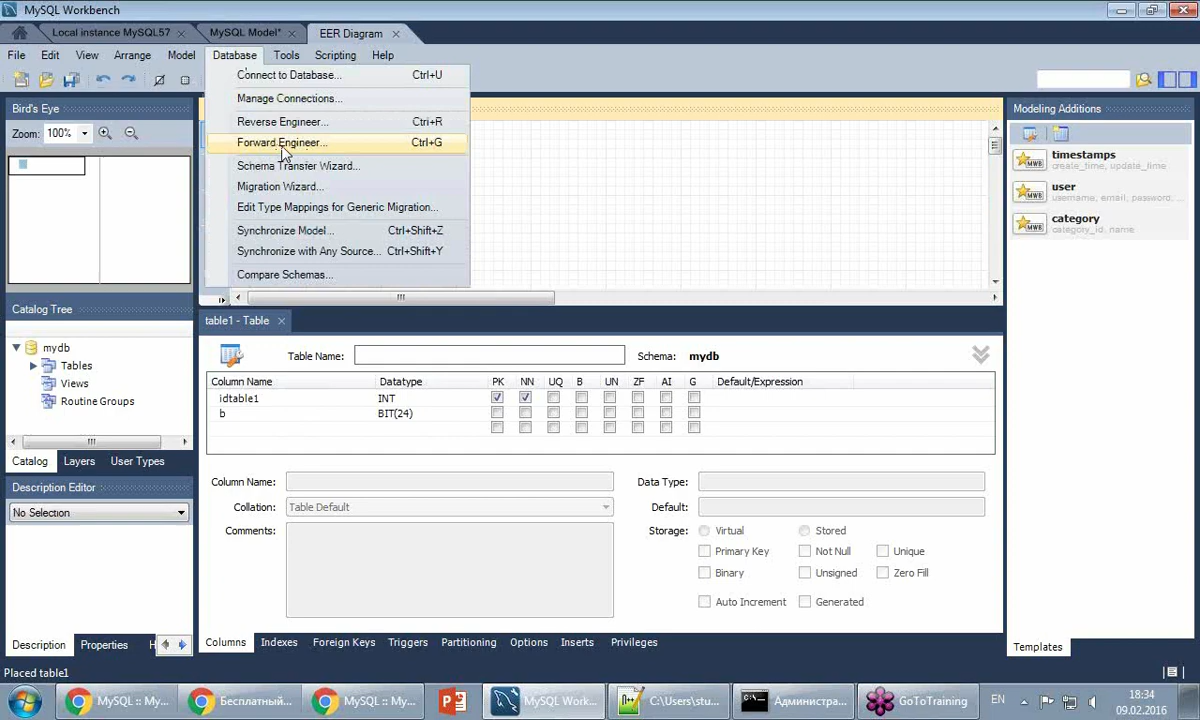 MySQL Workbench
Local instance MySQL57
MySQL Model*
EER Diagram
File Edit View Arrange Model Database Tools Scripting Help
Connect to Database... Ctrl+U
Manage Connections...
Reverse Engineer... Ctrl+R
Forward Engineer... Ctrl+G
Schema Transfer Wizard...
Migration Wizard...
Edit Type Mappings for Generic Migration...
Synchronize Model... Ctrl+Shift+Z
Synchronize with Any Source... Ctrl+Shift+Y
Compare Schemas...
Bird's Eye
Zoom: 100%
Catalog Tree
mydb
Tables
Views
Routine Groups
Catalog Layers User Types
Description Editor
No Selection
Description Properties H
Modeling Additions
timestamps
create_time, update_time
user
username, email, password, ...
category
category_id, name
Templates
table1 - Table
Table Name:
Schema: mydb
Column Name Datatype PK NN UQ B UN ZF AI G Default/Expression
idtable1 INT
b BIT(24)
Column Name:
Data Type:
Collation: Table Default
Default:
Comments:
Storage: Virtual Stored
Primary Key Not Null Unique
Binary Unsigned Zero Fill
Auto Increment Generated
Columns Indexes Foreign Keys Triggers Partitioning Options Inserts Privileges
Placed table1
MySQL :: My...
Бесплатный...
MySQL :: My...
MySQL Work...
C:\Users\stu...
Администра...
GoToTraining
EN
18:34
09.02.2016